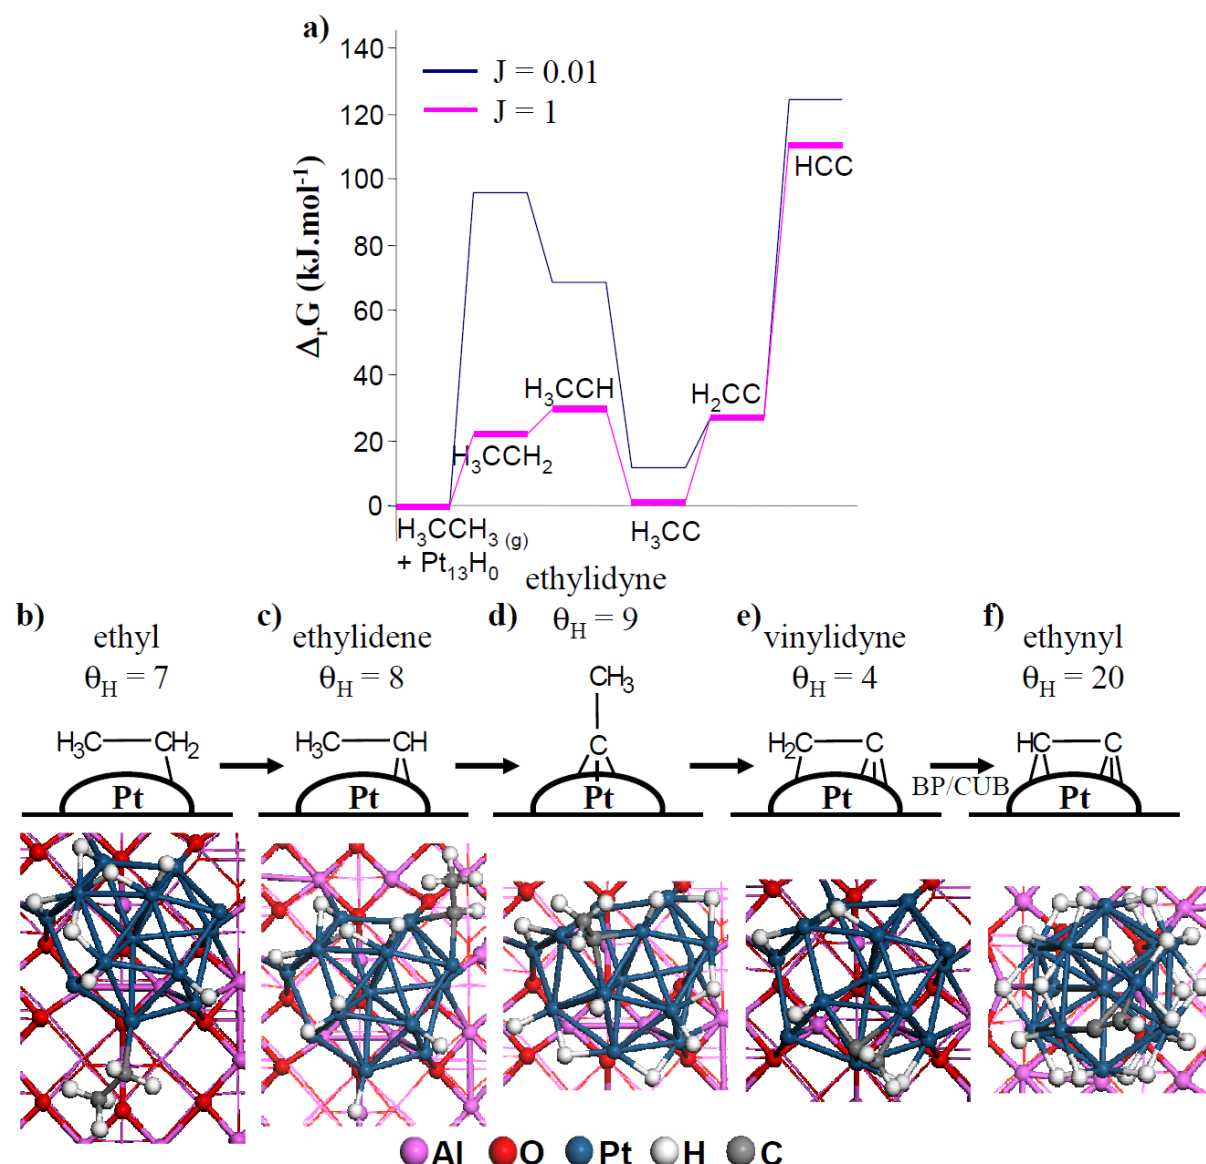 a)
140
120
100
80
60
40
20
0
ΔrG (kJ.mol⁻¹)
J = 0.01
J = 1
HCC
H₃CCH
H₂CC
H₃CCH₂
H₃CCH₃ (g)
+ Pt₁₃H₀
H₃CC
b)
ethyl
θH = 7
c)
ethylidene
θH = 8
d)
ethylidyne
θH = 9
e)
vinylidyne
θH = 4
f)
ethynyl
θH = 20
H₃C CH₂
Pt
H₃C CH
Pt
CH₃
C
Pt
H₂C C
Pt
BP/CUB
HC C
Pt
Al O Pt H C